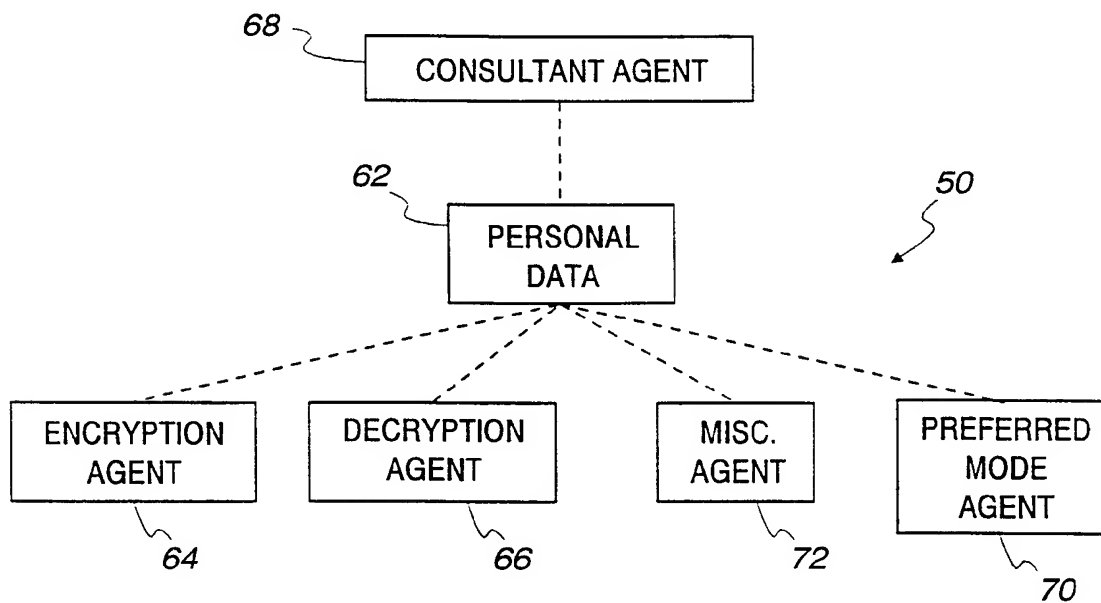 68
CONSULTANT AGENT
62
50
PERSONAL
DATA
ENCRYPTION
AGENT
DECRYPTION
AGENT
MISC.
AGENT
PREFERRED
MODE
AGENT
64
66
72
70